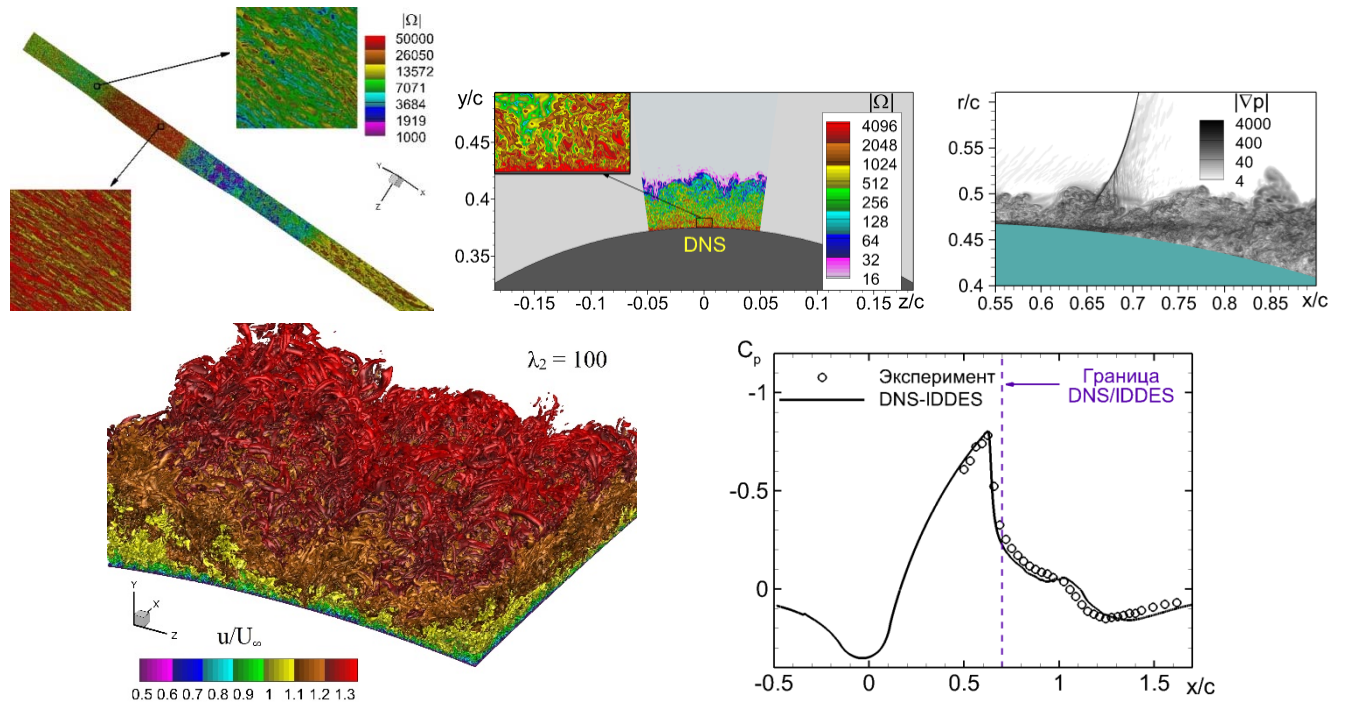 |Ω|
50000
26050
13572
7071
3684
1919
1000
Y
X
Z
y/c
0.45
0.4
0.35
|Ω|
4096
2048
1024
512
256
128
64
32
16
DNS
-0.15 -0.1 -0.05 0 0.05 0.1 0.15 z/c
r/c
0.55
0.5
0.45
0.4
|∇p|
4000
400
40
4
0.55 0.6 0.65 0.7 0.75 0.8 0.85 x/c
λ₂ = 100
Y
X
Z
u/U∞
0.5 0.6 0.7 0.8 0.9 1 1.1 1.2 1.3
Cp
-1
-0.5
0
Эксперимент
DNS-IDDES
Граница
DNS/IDDES
-0.5 0 0.5 1 1.5 x/c